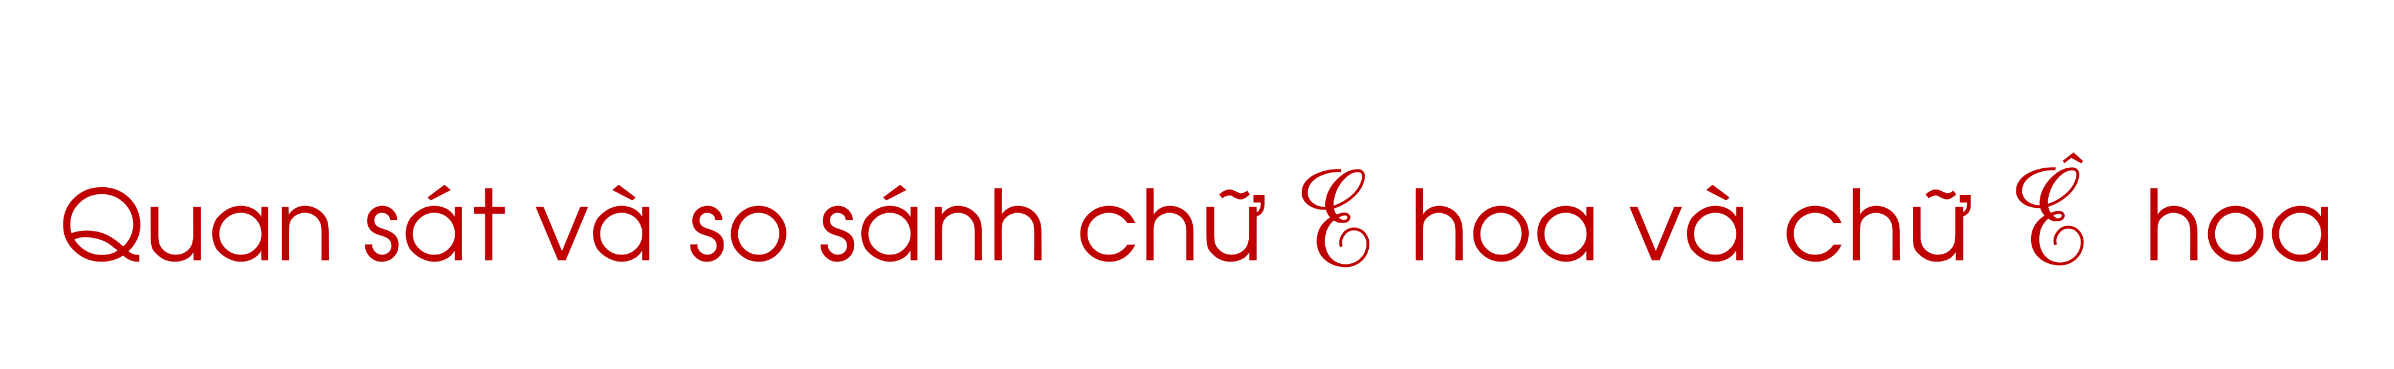 Quan sát và so sánh chữ E hoa và chữ Ê hoa